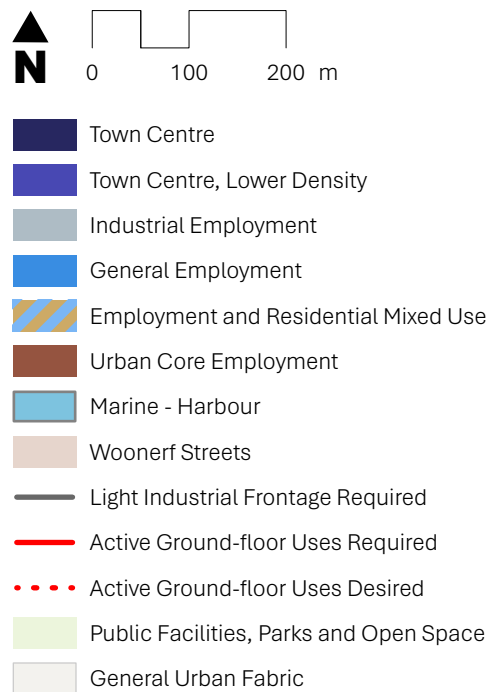 N
0 100 200 m
Town Centre
Town Centre, Lower Density
Industrial Employment
General Employment
Employment and Residential Mixed Use
Urban Core Employment
Marine - Harbour
Woonerf Streets
Light Industrial Frontage Required
Active Ground-floor Uses Required
Active Ground-floor Uses Desired
Public Facilities, Parks and Open Space
General Urban Fabric